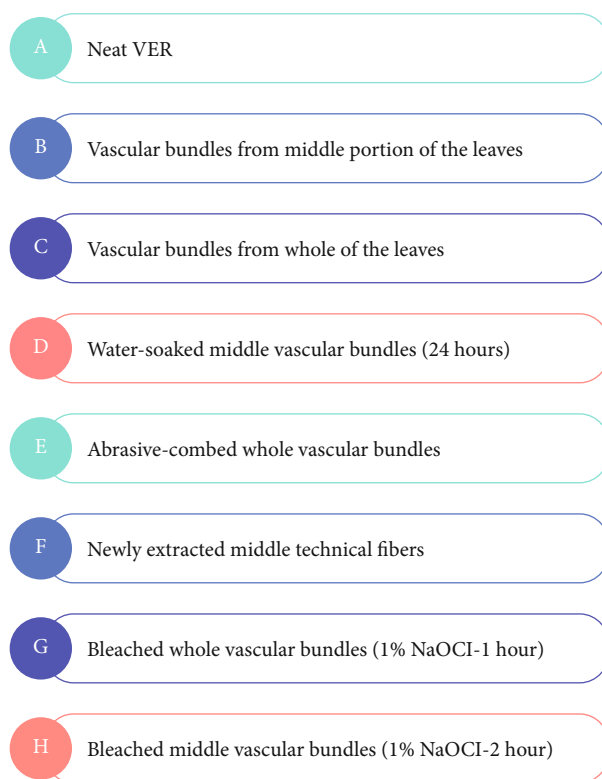 A Neat VER
B Vascular bundles from middle portion of the leaves
C Vascular bundles from whole of the leaves
D Water-soaked middle vascular bundles (24 hours)
E Abrasive-combed whole vascular bundles
F Newly extracted middle technical fibers
G Bleached whole vascular bundles (1% NaOCI-1 hour)
H Bleached middle vascular bundles (1% NaOCI-2 hour)